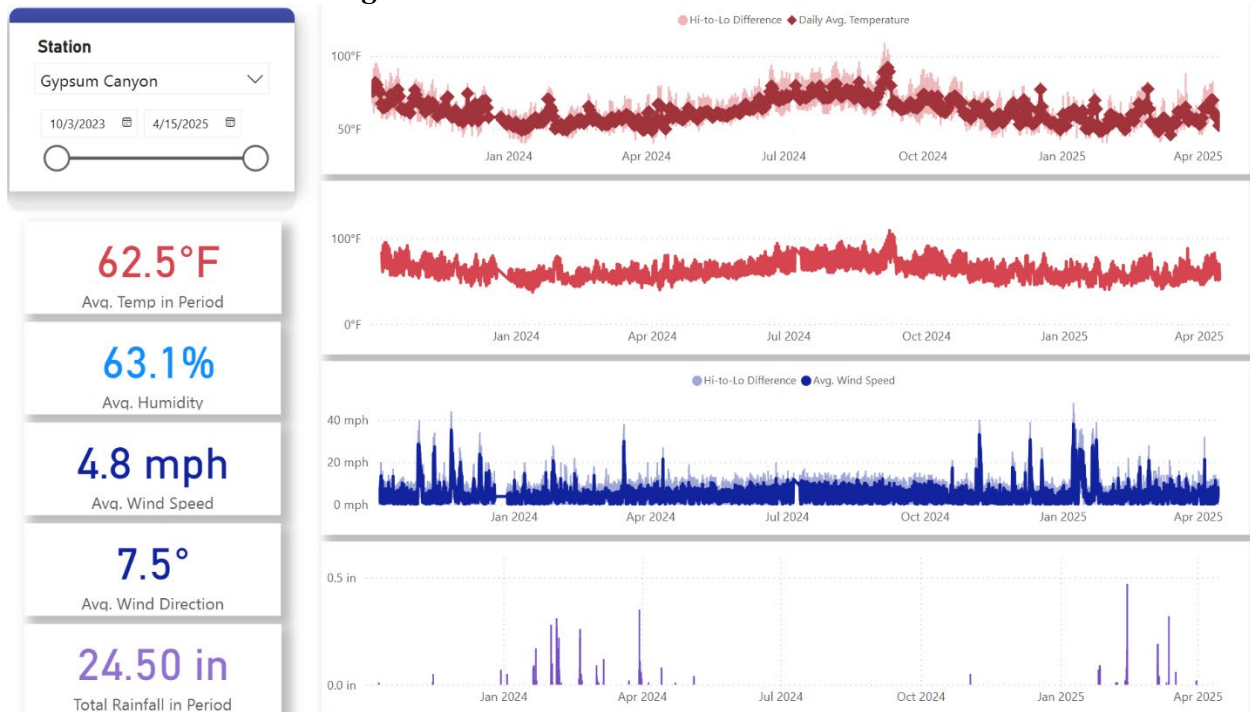 Station
Gypsum Canyon
10/3/2023 4/15/2025
62.5°F
Avg. Temp in Period
63.1%
Avg. Humidity
4.8 mph
Avg. Wind Speed
7.5°
Avg. Wind Direction
24.50 in
Total Rainfall in Period
Hi-to-Lo Difference Daily Avg. Temperature
100°F
50°F
Jan 2024 Apr 2024 Jul 2024 Oct 2024 Jan 2025 Apr 2025
100°F
0°F
Jan 2024 Apr 2024 Jul 2024 Oct 2024 Jan 2025 Apr 2025
Hi-to-Lo Difference Avg. Wind Speed
40 mph
20 mph
0 mph
Jan 2024 Apr 2024 Jul 2024 Oct 2024 Jan 2025 Apr 2025
0.5 in
0.0 in
Jan 2024 Apr 2024 Jul 2024 Oct 2024 Jan 2025 Apr 2025